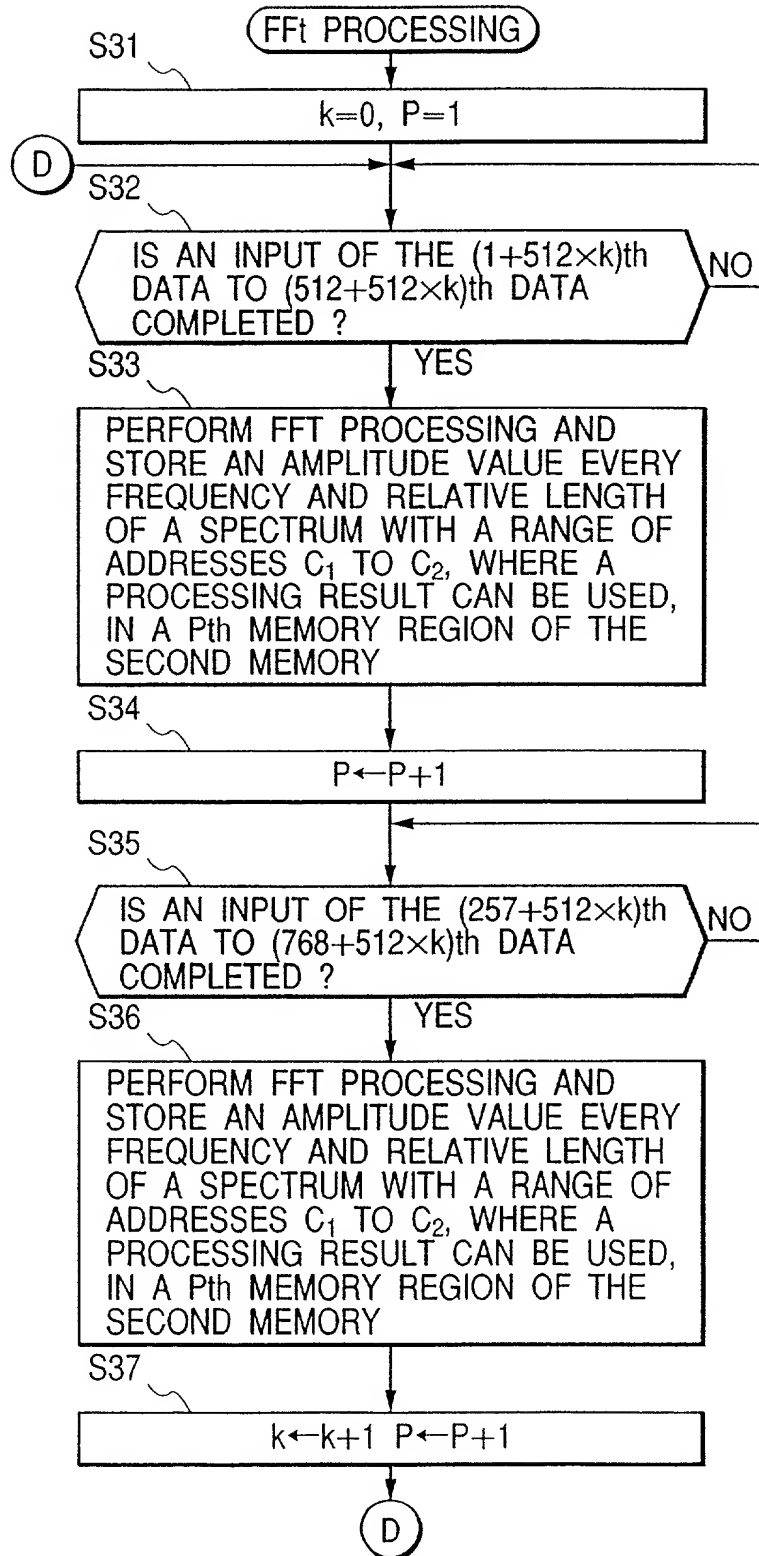 FFt PROCESSING
S31
k=0, P=1
D
S32
IS AN INPUT OF THE (1+512×k)th
DATA TO (512+512×k)th DATA
COMPLETED ?
NO
YES
S33
PERFORM FFT PROCESSING AND
STORE AN AMPLITUDE VALUE EVERY
FREQUENCY AND RELATIVE LENGTH
OF A SPECTRUM WITH A RANGE OF
ADDRESSES C₁ TO C₂, WHERE A
PROCESSING RESULT CAN BE USED,
IN A Pth MEMORY REGION OF THE
SECOND MEMORY
S34
P←P+1
S35
IS AN INPUT OF THE (257+512×k)th
DATA TO (768+512×k)th DATA
COMPLETED ?
NO
YES
S36
PERFORM FFT PROCESSING AND
STORE AN AMPLITUDE VALUE EVERY
FREQUENCY AND RELATIVE LENGTH
OF A SPECTRUM WITH A RANGE OF
ADDRESSES C₁ TO C₂, WHERE A
PROCESSING RESULT CAN BE USED,
IN A Pth MEMORY REGION OF THE
SECOND MEMORY
S37
k←k+1 P←P+1
D